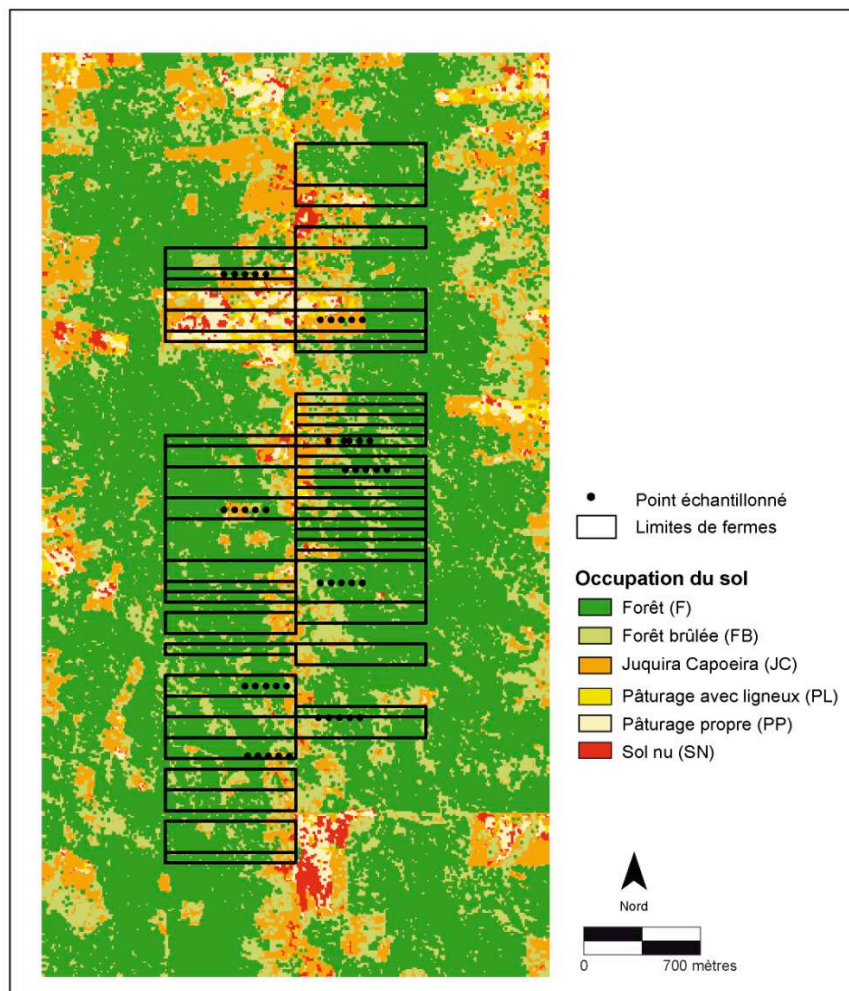 Point échantillonné
Limites de fermes
Occupation du sol
Forêt (F)
Forêt brûlée (FB)
Juquira Capoeira (JC)
Pâturage avec ligneux (PL)
Pâturage propre (PP)
Sol nu (SN)
Nord
0 700 mètres